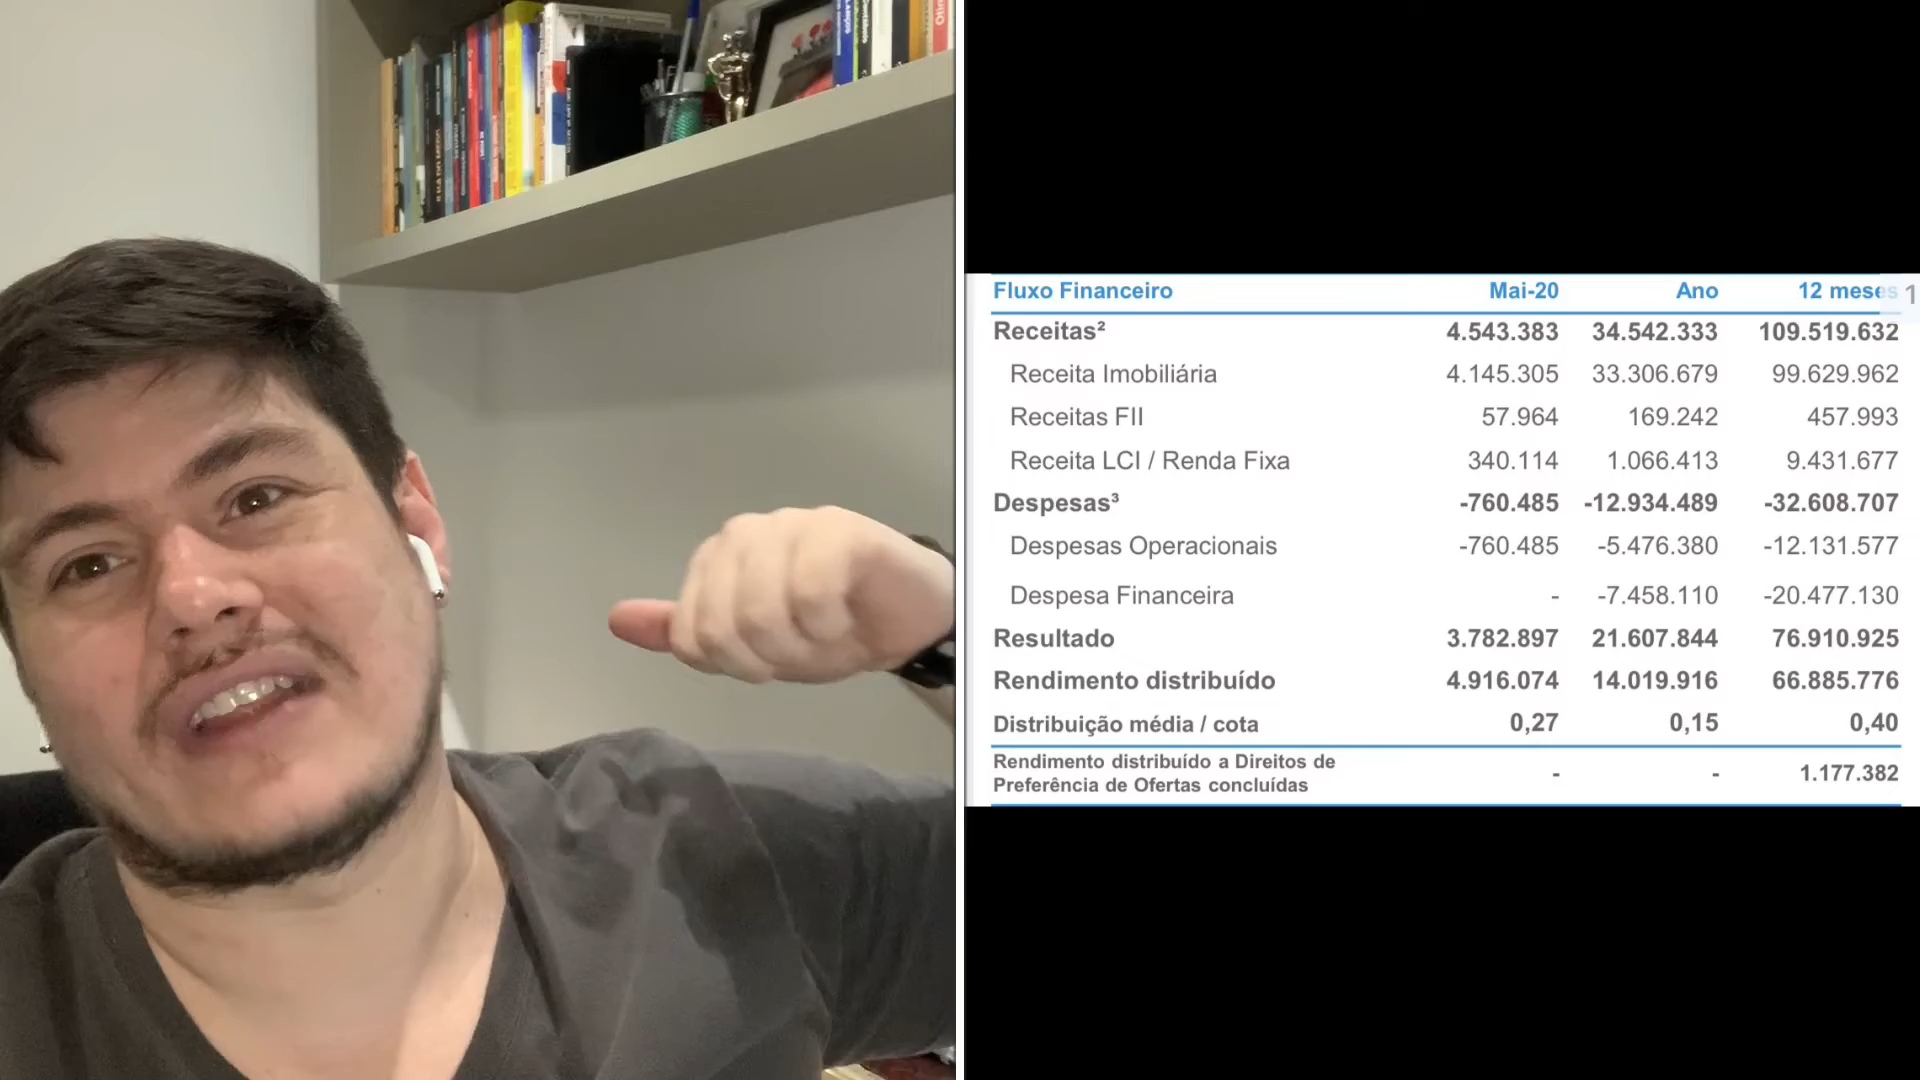 Fluxo Financeiro Mai-20 Ano 12 meses 1
Receitas² 4.543.383 34.542.333 109.519.632
Receita Imobiliária 4.145.305 33.306.679 99.629.962
Receitas FII 57.964 169.242 457.993
Receita LCI / Renda Fixa 340.114 1.066.413 9.431.677
Despesas³ -760.485 -12.934.489 -32.608.707
Despesas Operacionais -760.485 -5.476.380 -12.131.577
Despesa Financeira - -7.458.110 -20.477.130
Resultado 3.782.897 21.607.844 76.910.925
Rendimento distribuído 4.916.074 14.019.916 66.885.776
Distribuição média / cota 0,27 0,15 0,40
Rendimento distribuído a Direitos de
Preferência de Ofertas concluídas - - 1.177.382